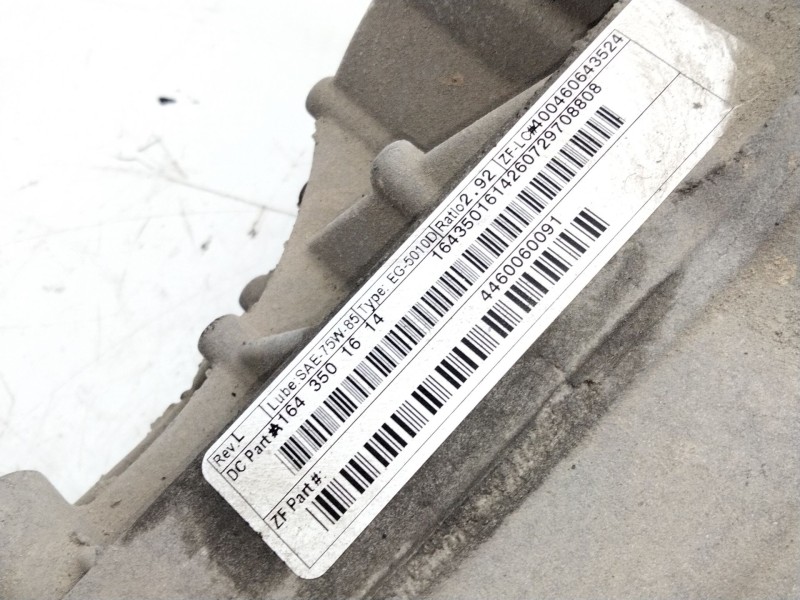 Rev.L Lube:SAE-75W-85 Type: EG-5010D Ratio 2.92 ZF-LC#400460643524
DC Part#A164 350 16 14 16435016142607297088​08
ZF Part#: 4460060091